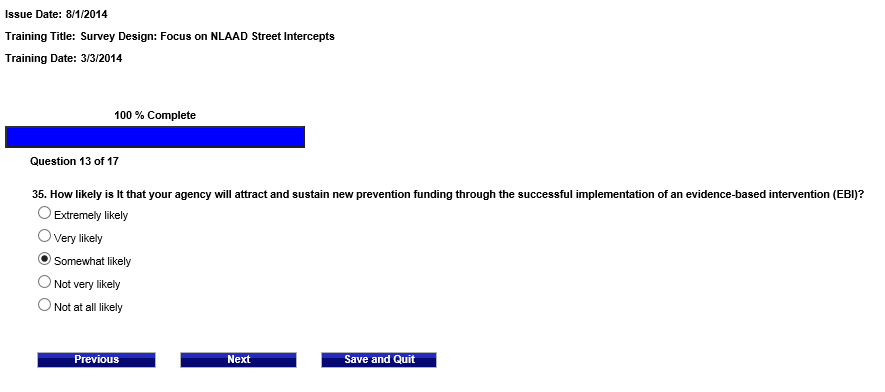 Issue Date: 8/1/2014
Training Title: Survey Design: Focus on NLAAD Street Intercepts
Training Date: 3/3/2014
100 % Complete
Question 13 of 17
35. How likely is It that your agency will attract and sustain new prevention funding through the successful implementation of an evidence-based intervention (EBI)?
Extremely likely
Very likely
Somewhat likely
Not very likely
Not at all likely
Previous Next Save and Quit